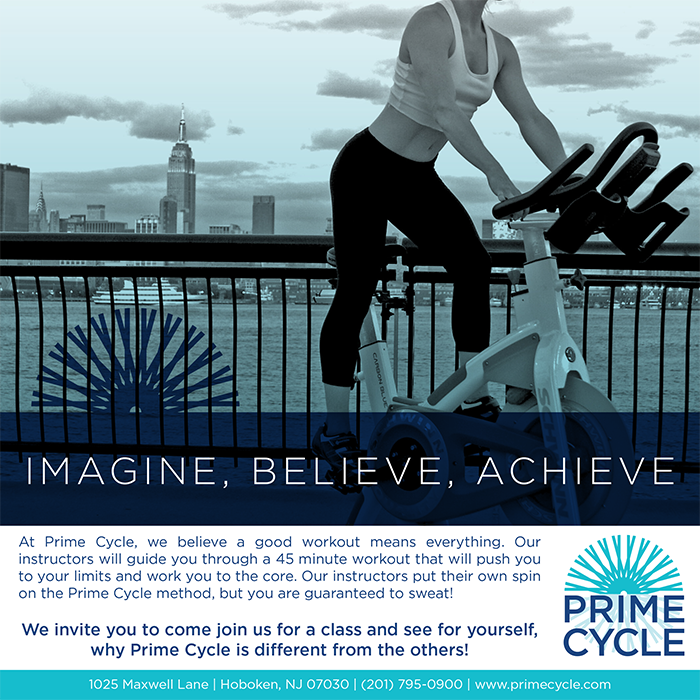 CARBON BLUE
IMAGINE, BELIEVE, ACHIEVE
At Prime Cycle, we believe a good workout means everything. Our
instructors will guide you through a 45 minute workout that will push you
to your limits and work you to the core. Our instructors put their own spin
on the Prime Cycle method, but you are guaranteed to sweat!
We invite you to come join us for a class and see for yourself,
why Prime Cycle is different from the others!
PRIME
CYCLE
1025 Maxwell Lane | Hoboken, NJ 07030 | (201) 795-0900 | www.primecycle.com